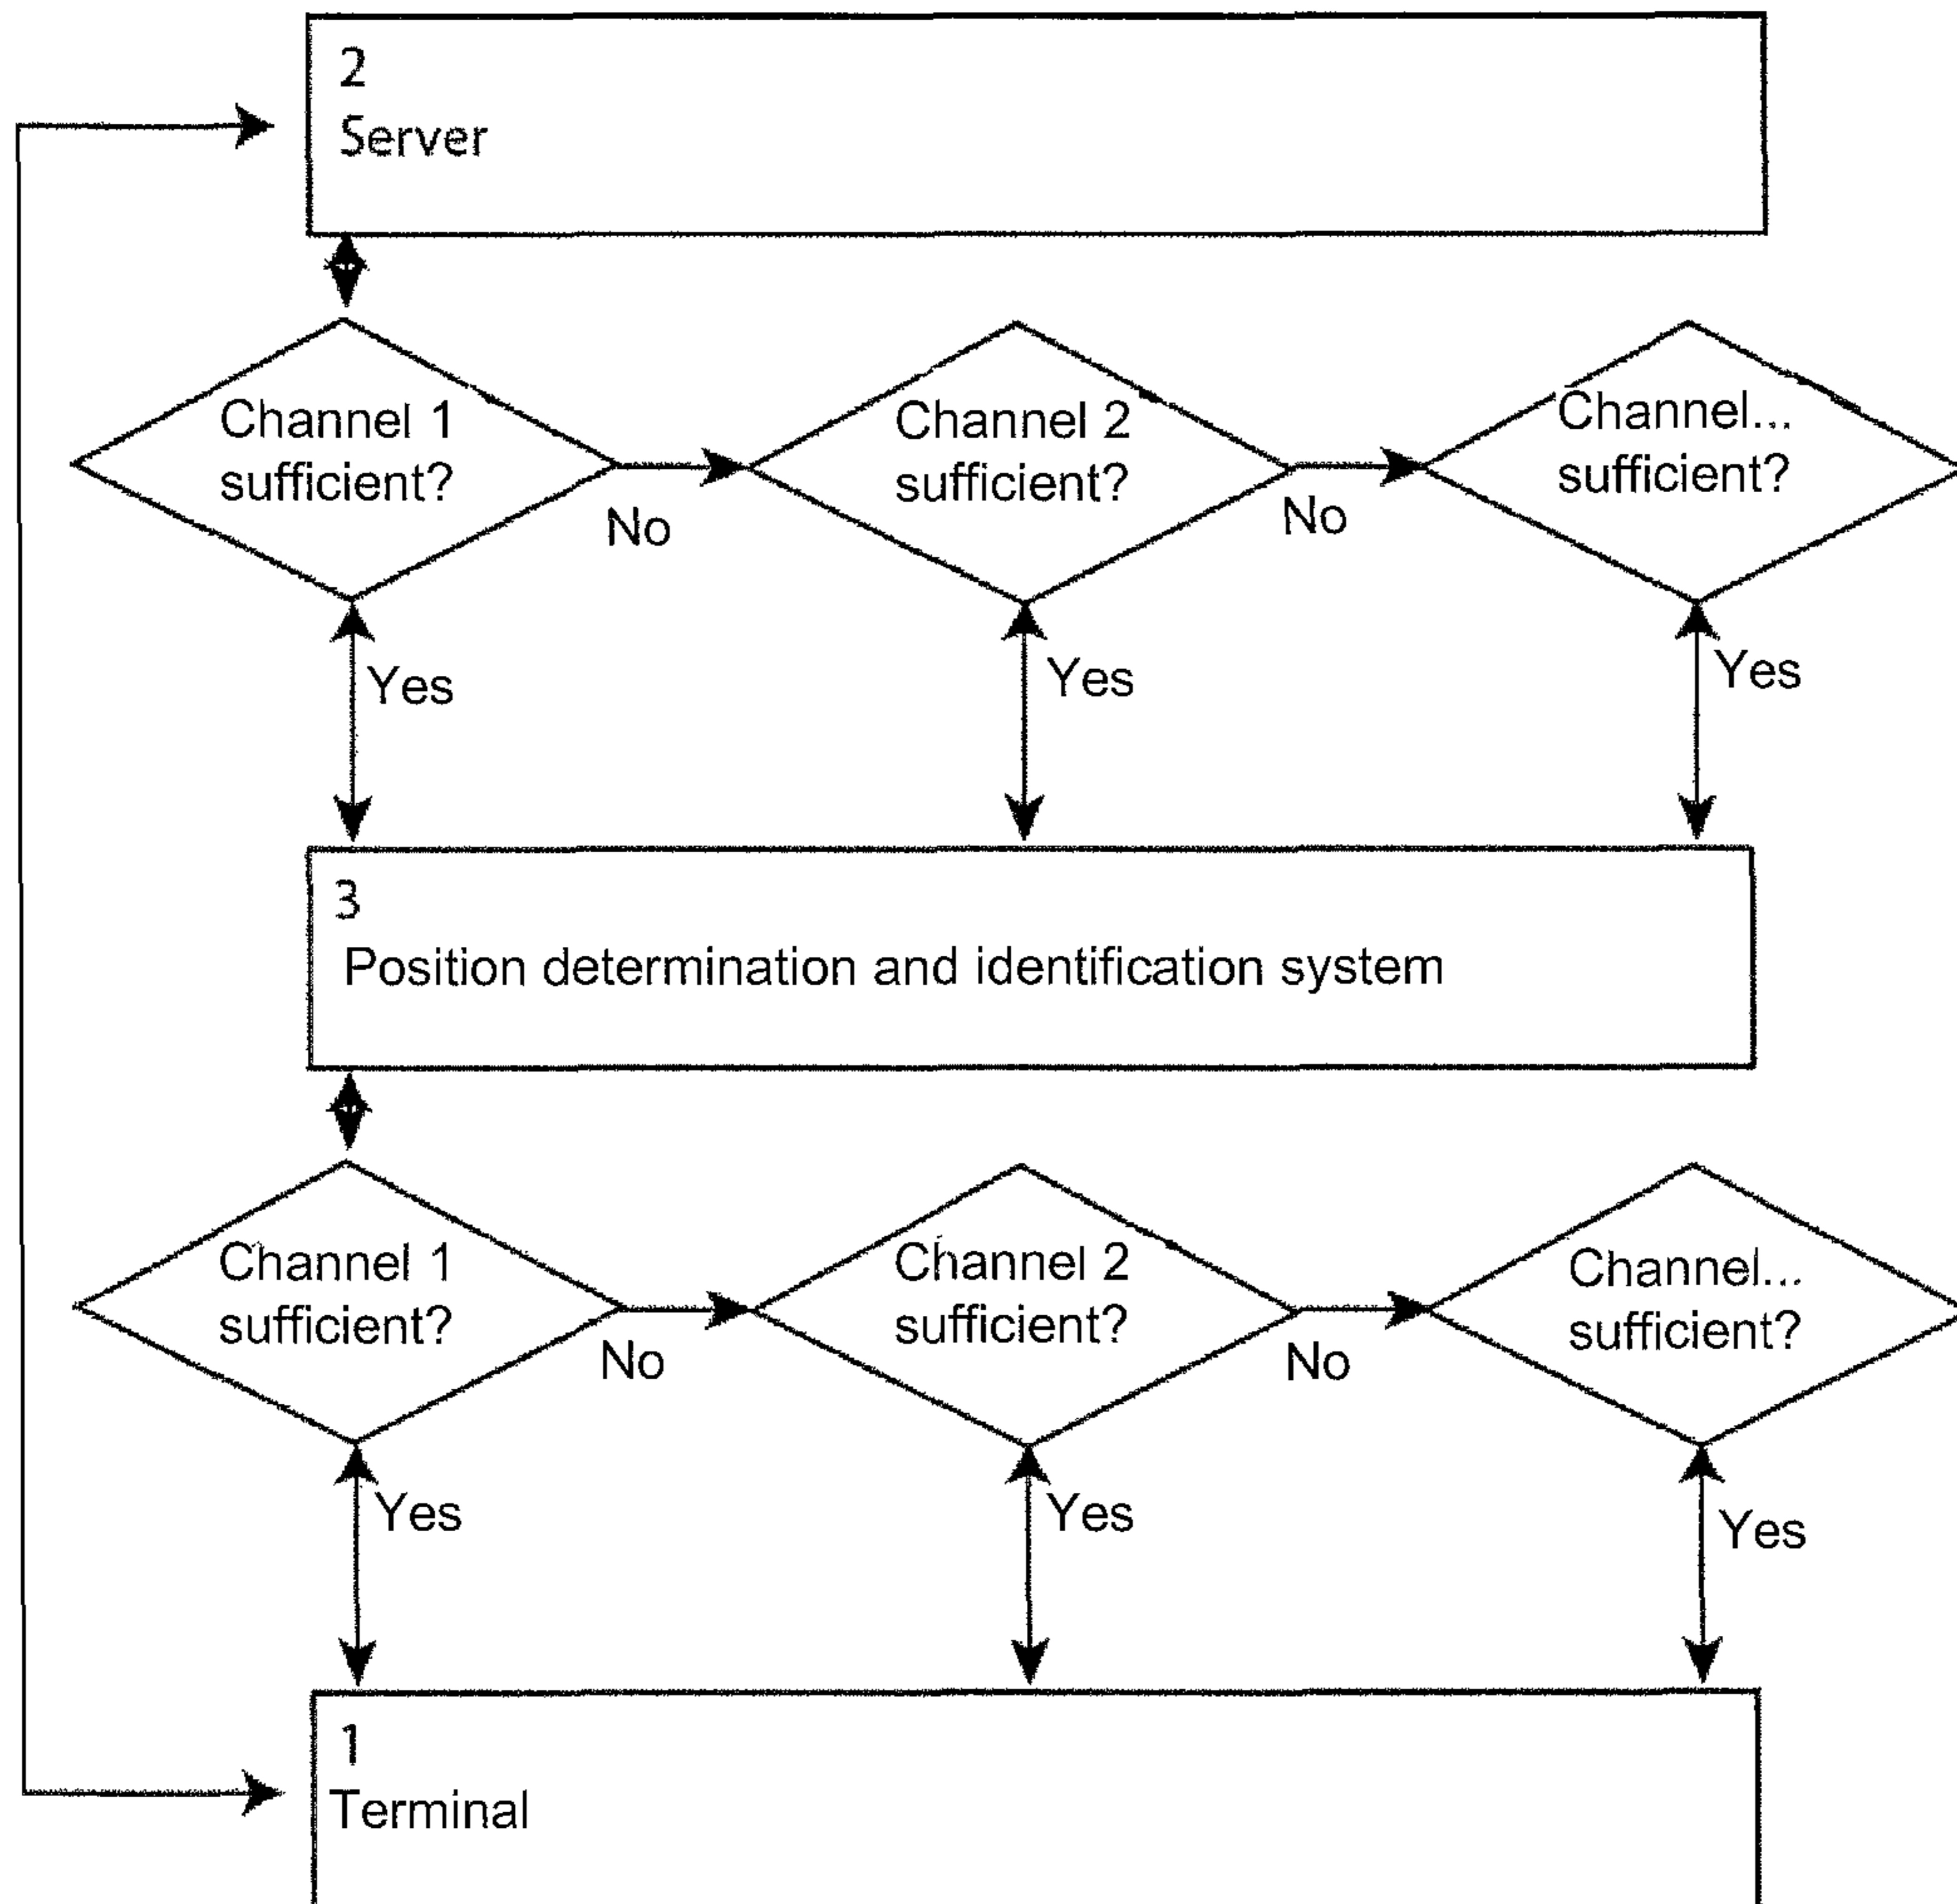 2
Server
Channel 1
sufficient?
Channel 2
sufficient?
Channel...
sufficient?
No
No
Yes
Yes
Yes
3
Position determination and identification system
Channel 1
sufficient?
Channel 2
sufficient?
Channel...
sufficient?
No
No
Yes
Yes
Yes
1
Terminal